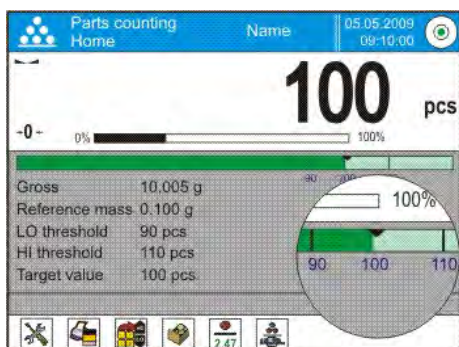 Parts counting
Home
Name
05.05.2009
09:10:00
100 pcs
→0←
0% 100%
90
Gross 10.005 g
Reference mass 0.100 g
LO threshold 90 pcs
HI threshold 110 pcs
Target value 100 pcs
100%
90 100 110
2.47